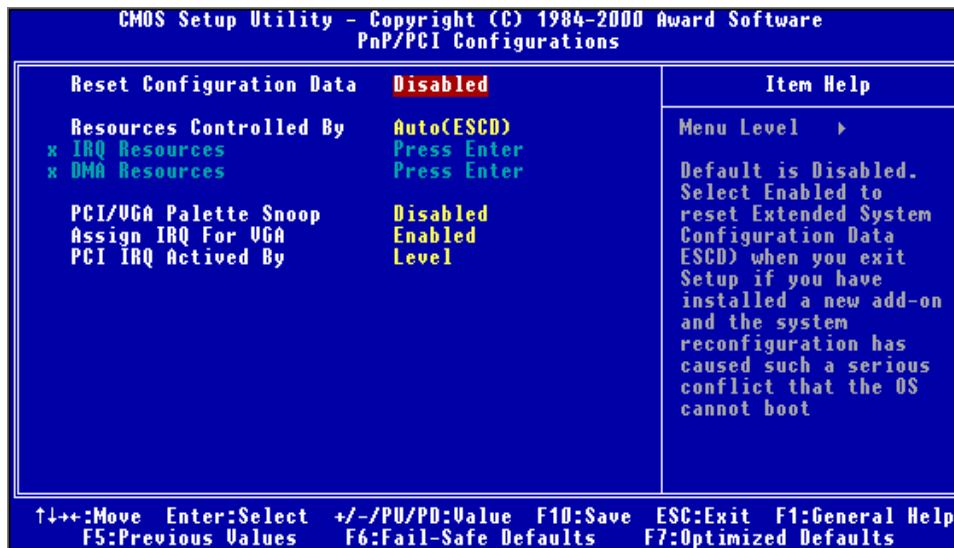 CMOS Setup Utility – Copyright (C) 1984-2000 Award Software
PnP/PCI Configurations
Reset Configuration Data Disabled
Resources Controlled By Auto(ESCD)
x IRQ Resources Press Enter
x DMA Resources Press Enter
PCI/VGA Palette Snoop Disabled
Assign IRQ For VGA Enabled
PCI IRQ Actived By Level
Item Help
Menu Level ▸
Default is Disabled.
Select Enabled to
reset Extended System
Configuration Data
ESCD) when you exit
Setup if you have
installed a new add-on
and the system
reconfiguration has
caused such a serious
conflict that the OS
cannot boot
↑↓→←:Move Enter:Select +/-/PU/PD:Value F10:Save ESC:Exit F1:General Help
F5:Previous Values F6:Fail-Safe Defaults F7:Optimized Defaults